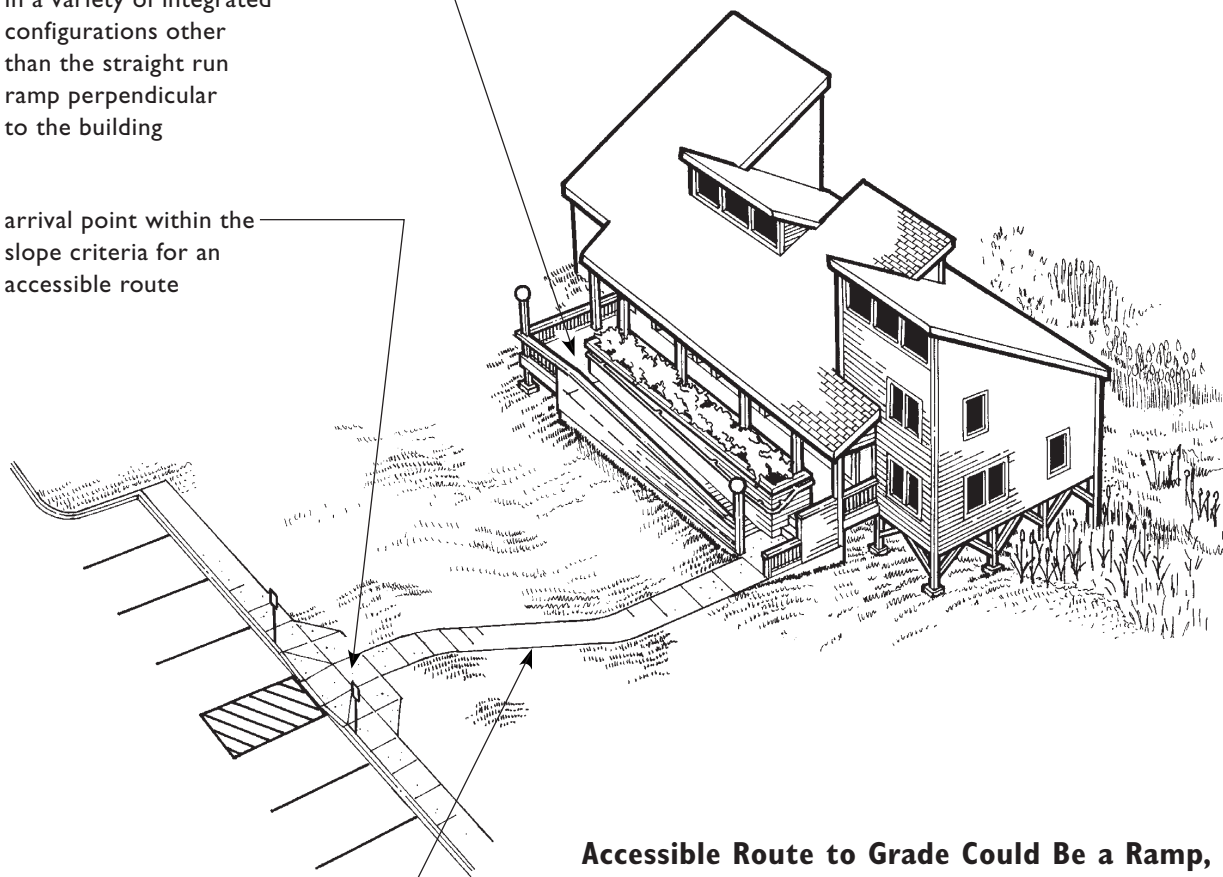 in a variety of integrated
configurations other
than the straight run
ramp perpendicular
to the building
arrival point within the
slope criteria for an
accessible route
Accessible Route to Grade Could Be a Ramp,